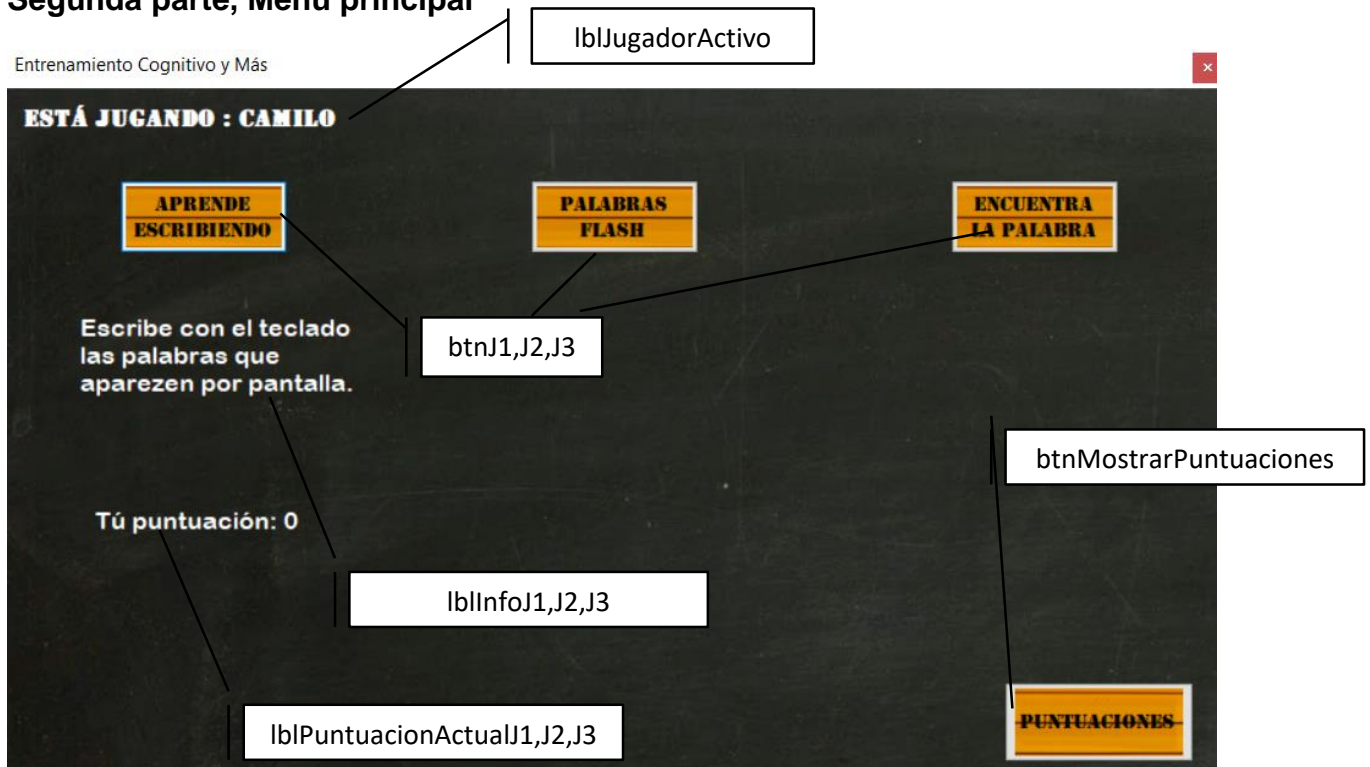 Segunda parte, Menú principal
lblJugadorActivo
Entrenamiento Cognitivo y Más
×
ESTÁ JUGANDO : CAMILO
APRENDE
ESCRIBIENDO
PALABRAS
FLASH
ENCUENTRA
LA PALABRA
Escribe con el teclado
las palabras que
aparezen por pantalla.
btnJ1,J2,J3
btnMostrarPuntuaciones
Tú puntuación: 0
lblInfoJ1,J2,J3
lblPuntuacionActualJ1,J2,J3
PUNTUACIONES